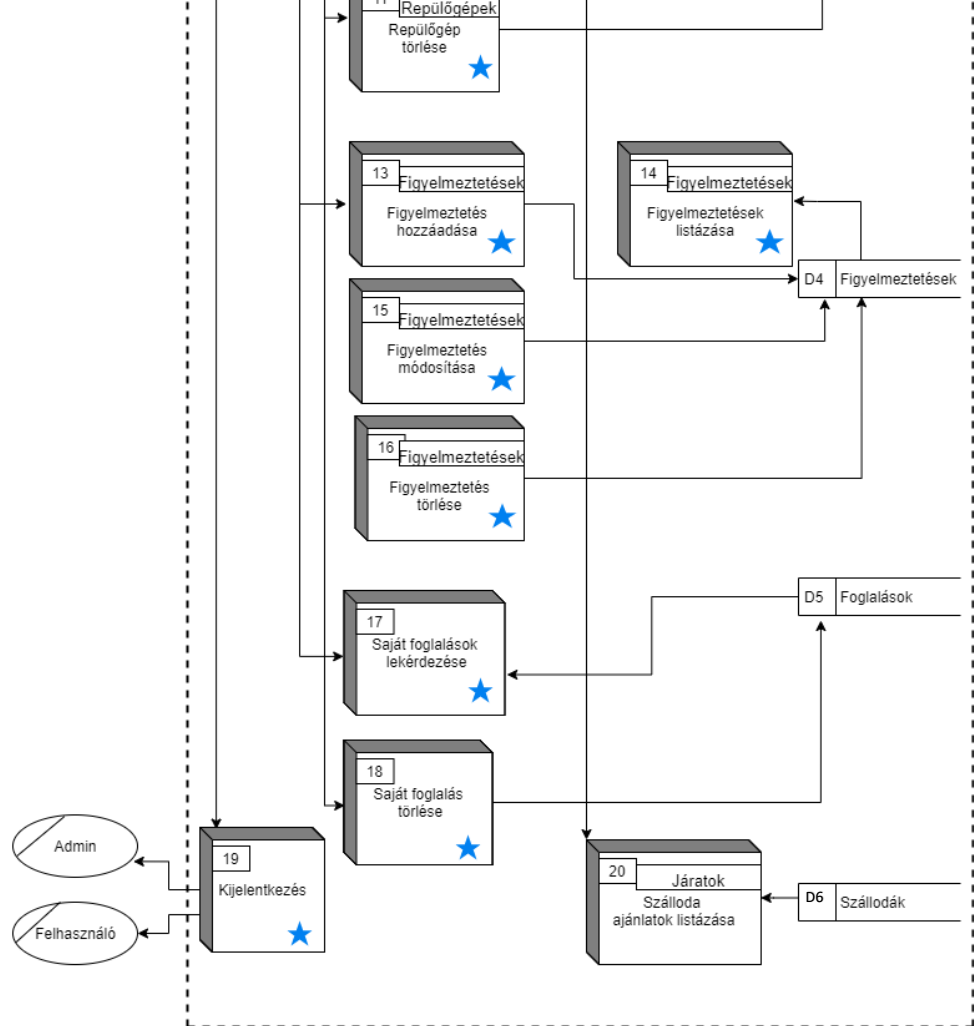 Repülőgépek
Repülőgép
törlése
13
Figyelmeztetések
Figyelmeztetés
hozzáadása
14
Figyelmeztetések
Figyelmeztetések
listázása
D4
Figyelmeztetések
15
Figyelmeztetések
Figyelmeztetés
módosítása
16
Figyelmeztetések
Figyelmeztetés
törlése
D5
Foglalások
17
Saját foglalások
lekérdezése
18
Saját foglalás
törlése
Admin
19
Kijelentkezés
Felhasználó
20
Járatok
Szálloda
ajánlatok listázása
D6
Szállodák